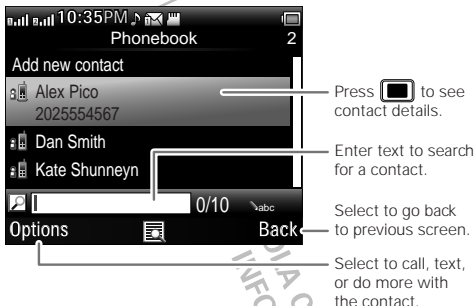 10:35PM
Phonebook 2
Add new contact
Alex Pico
2025554567
Dan Smith
Kate Shunneyn
0/10 abc
Options Back
Press to see
contact details.
Enter text to search
for a contact.
Select to go back
to previous screen.
Select to call, text,
or do more with
the contact.